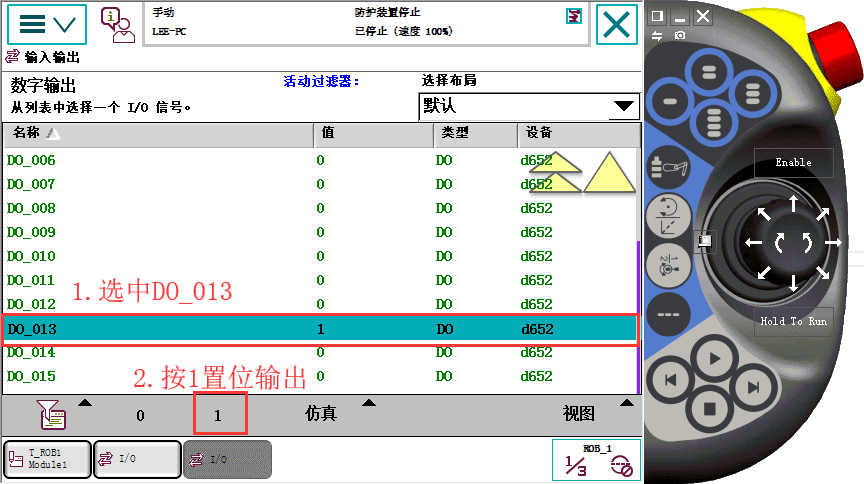 手动
防护装置停止
LEE-PC
已停止 (速度 100%)
输入输出
数字输出
活动过滤器:
选择布局
从列表中选择一个 I/O 信号。
默认
名称 值 类型 设备
DO_006 0 DO d652
DO_007 0 DO d652
DO_008 0 DO d652
DO_009 0 DO d652
DO_010 0 DO d652
DO_011 0 DO d652
DO_012 0 DO d652
1.选中DO_013
DO_013 1 DO d652
DO_014 0 DO d652
DO_015 0 DO d652
2.按1置位输出
0 1 仿真 视图
T_ROB1
Module1
I/O
I/O
ROB_1
1/3
Enable
Hold To Run